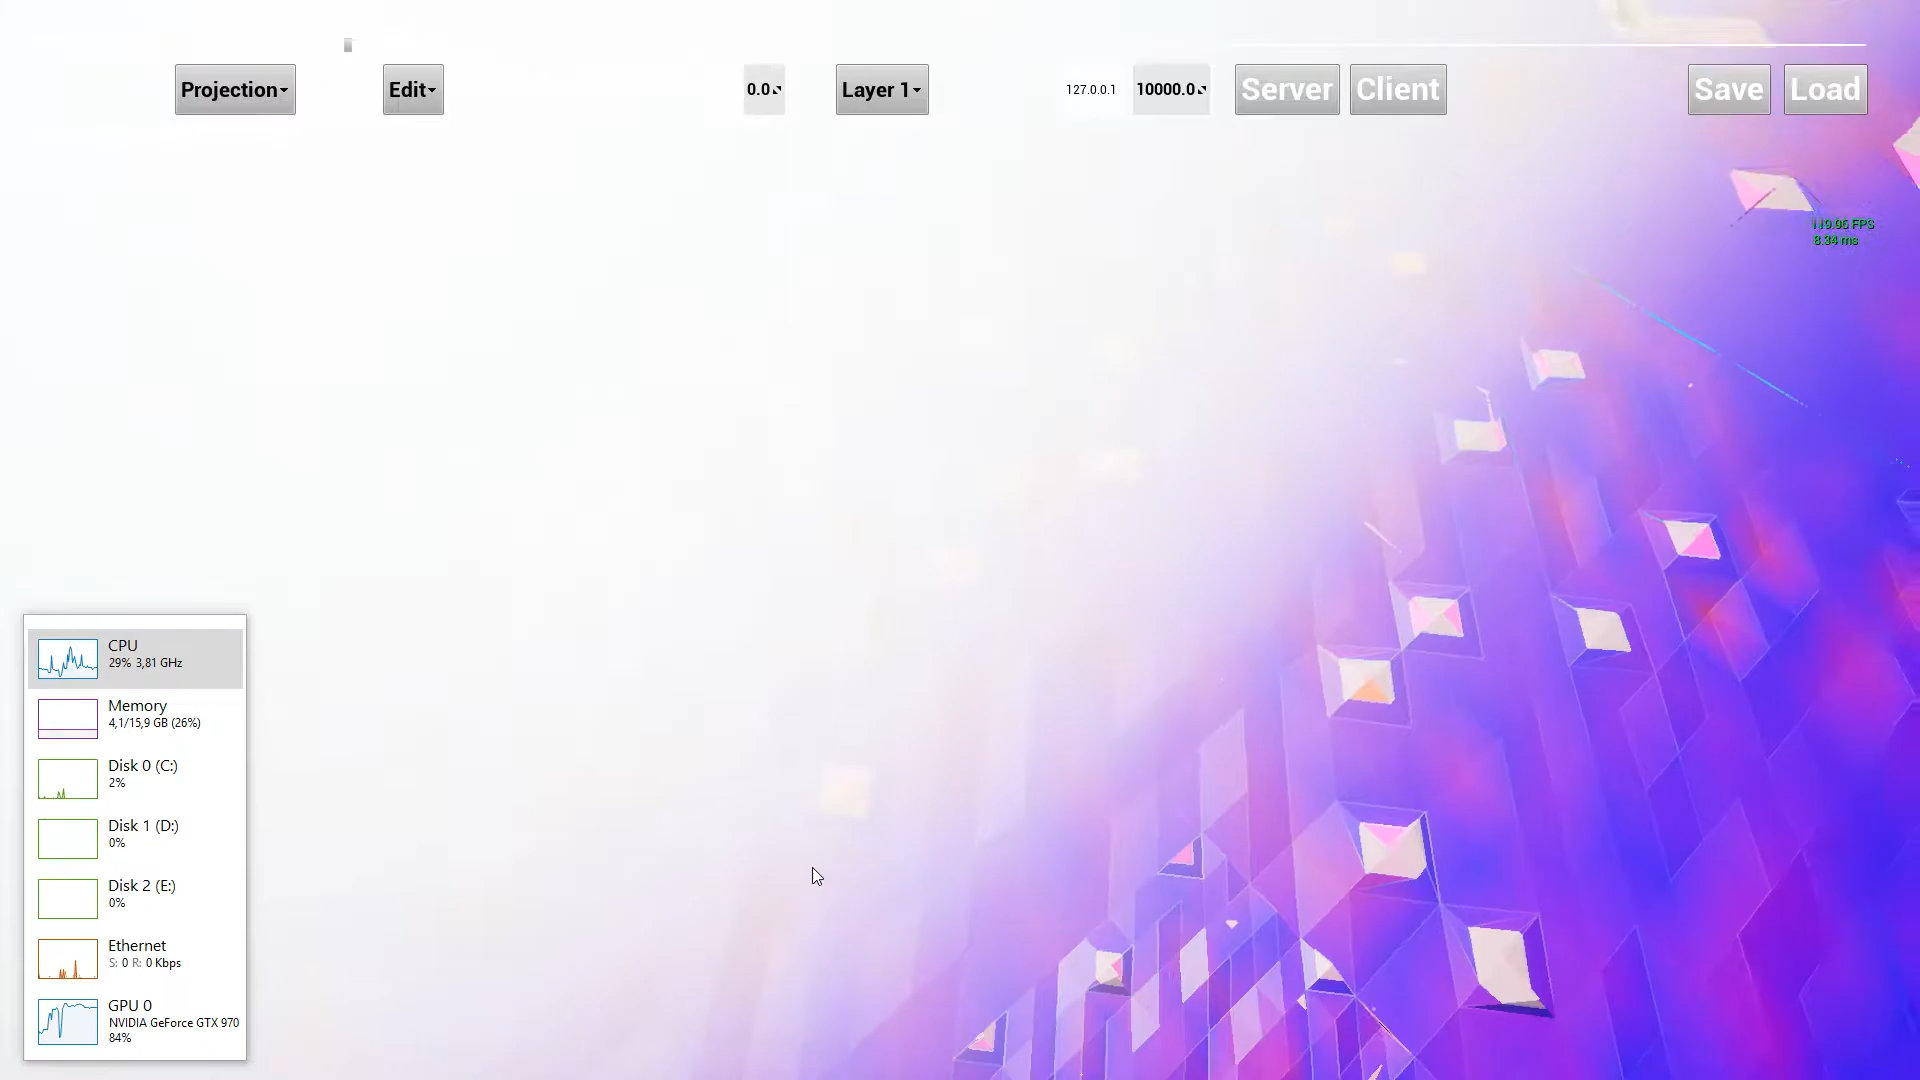 Projection
Edit
0.0
Layer 1
127.0.0.1
10000.0
Server
Client
Save
Load
119.96 FPS
8.34 ms
CPU
29% 3,81 GHz
Memory
4,1/15,9 GB (26%)
Disk 0 (C:)
2%
Disk 1 (D:)
0%
Disk 2 (E:)
0%
Ethernet
S: 0 R: 0 Kbps
GPU 0
NVIDIA GeForce GTX 970
84%